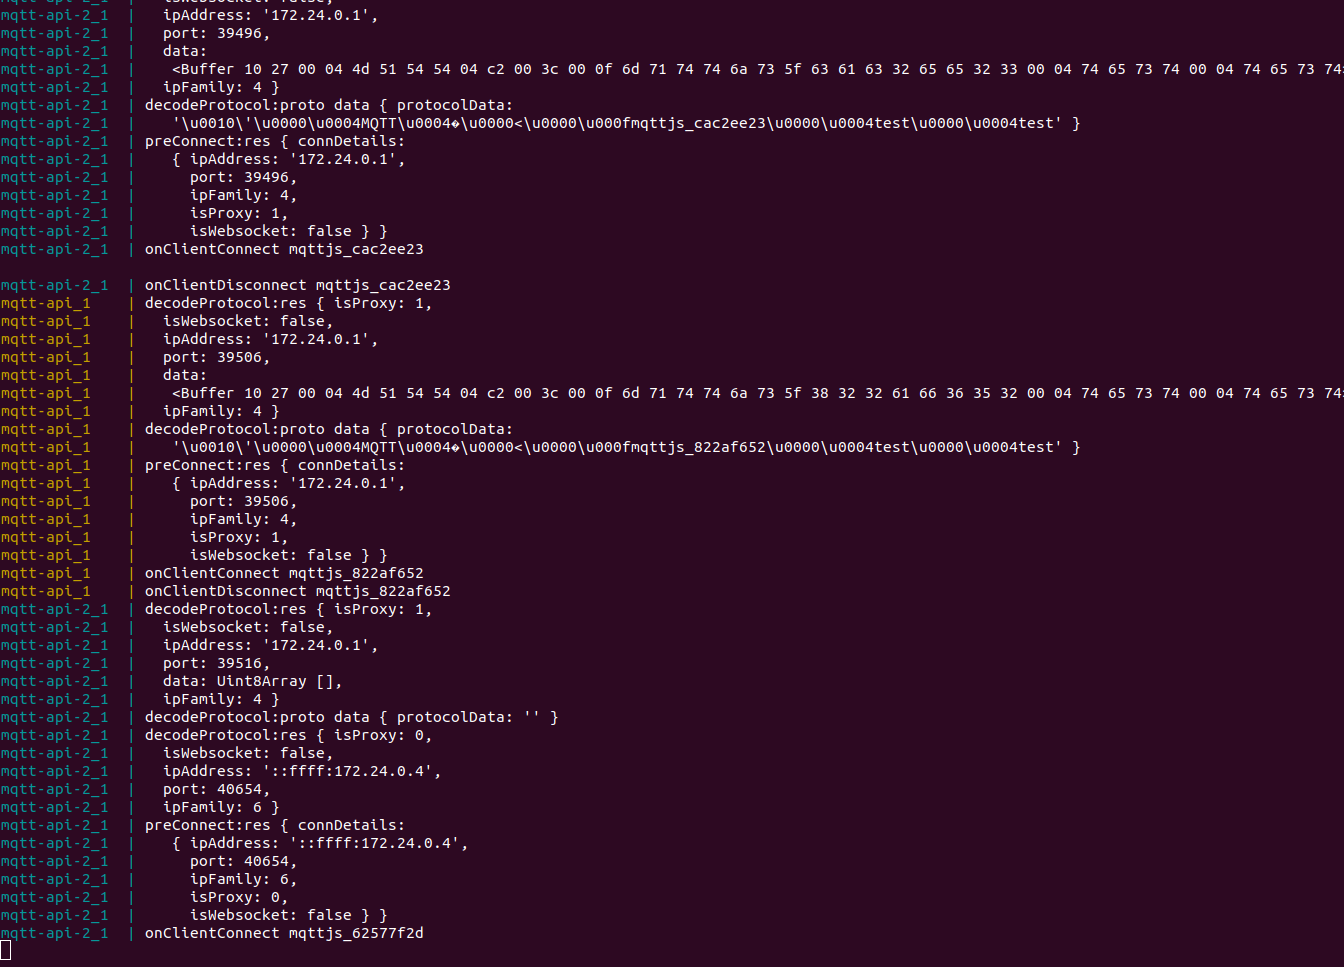 mqtt-api-2_1  |   isWebsocket: false,
mqtt-api-2_1  |   ipAddress: '172.24.0.1',
mqtt-api-2_1  |   port: 39496,
mqtt-api-2_1  |   data:
mqtt-api-2_1  |    <Buffer 10 27 00 04 4d 51 54 54 04 c2 00 3c 00 0f 6d 71 74 74 6a 73 5f 63 61 63 32 65 65 32 33 00 04 74 65 73 74 00 04 74 65 73 74
mqtt-api-2_1  |   ipFamily: 4 }
mqtt-api-2_1  | decodeProtocol:proto data { protocolData:
mqtt-api-2_1  |    '\u0010\'\u0000\u0004MQTT\u0004�\u0000<\u0000\u000fmqttjs_cac2ee23\u0000\u0004test\u0000\u0004test' }
mqtt-api-2_1  | preConnect:res { connDetails:
mqtt-api-2_1  |    { ipAddress: '172.24.0.1',
mqtt-api-2_1  |      port: 39496,
mqtt-api-2_1  |      ipFamily: 4,
mqtt-api-2_1  |      isProxy: 1,
mqtt-api-2_1  |      isWebsocket: false } }
mqtt-api-2_1  | onClientConnect mqttjs_cac2ee23
mqtt-api-2_1  | onClientDisconnect mqttjs_cac2ee23
mqtt-api_1    | decodeProtocol:res { isProxy: 1,
mqtt-api_1    |   isWebsocket: false,
mqtt-api_1    |   ipAddress: '172.24.0.1',
mqtt-api_1    |   port: 39506,
mqtt-api_1    |   data:
mqtt-api_1    |    <Buffer 10 27 00 04 4d 51 54 54 04 c2 00 3c 00 0f 6d 71 74 74 6a 73 5f 38 32 32 61 66 36 35 32 00 04 74 65 73 74 00 04 74 65 73 74
mqtt-api_1    |   ipFamily: 4 }
mqtt-api_1    | decodeProtocol:proto data { protocolData:
mqtt-api_1    |    '\u0010\'\u0000\u0004MQTT\u0004�\u0000<\u0000\u000fmqttjs_822af652\u0000\u0004test\u0000\u0004test' }
mqtt-api_1    | preConnect:res { connDetails:
mqtt-api_1    |    { ipAddress: '172.24.0.1',
mqtt-api_1    |      port: 39506,
mqtt-api_1    |      ipFamily: 4,
mqtt-api_1    |      isProxy: 1,
mqtt-api_1    |      isWebsocket: false } }
mqtt-api_1    | onClientConnect mqttjs_822af652
mqtt-api_1    | onClientDisconnect mqttjs_822af652
mqtt-api-2_1  | decodeProtocol:res { isProxy: 1,
mqtt-api-2_1  |   isWebsocket: false,
mqtt-api-2_1  |   ipAddress: '172.24.0.1',
mqtt-api-2_1  |   port: 39516,
mqtt-api-2_1  |   data: Uint8Array [],
mqtt-api-2_1  |   ipFamily: 4 }
mqtt-api-2_1  | decodeProtocol:proto data { protocolData: '' }
mqtt-api-2_1  | decodeProtocol:res { isProxy: 0,
mqtt-api-2_1  |   isWebsocket: false,
mqtt-api-2_1  |   ipAddress: '::ffff:172.24.0.4',
mqtt-api-2_1  |   port: 40654,
mqtt-api-2_1  |   ipFamily: 6 }
mqtt-api-2_1  | preConnect:res { connDetails:
mqtt-api-2_1  |    { ipAddress: '::ffff:172.24.0.4',
mqtt-api-2_1  |      port: 40654,
mqtt-api-2_1  |      ipFamily: 6,
mqtt-api-2_1  |      isProxy: 0,
mqtt-api-2_1  |      isWebsocket: false } }
mqtt-api-2_1  | onClientConnect mqttjs_62577f2d